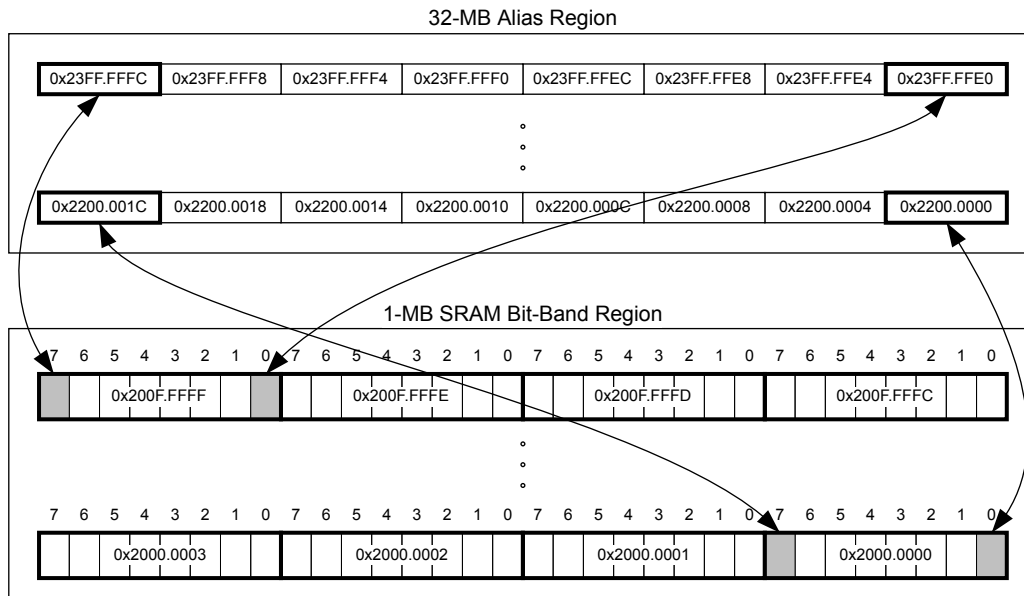 32-MB Alias Region
0x23FF.FFFC 0x23FF.FFF8 0x23FF.FFF4 0x23FF.FFF0 0x23FF.FFEC 0x23FF.FFE8 0x23FF.FFE4 0x23FF.FFE0
0x2200.001C 0x2200.0018 0x2200.0014 0x2200.0010 0x2200.000C 0x2200.0008 0x2200.0004 0x2200.0000
1-MB SRAM Bit-Band Region
7 6 5 4 3 2 1 0 7 6 5 4 3 2 1 0 7 6 5 4 3 2 1 0 7 6 5 4 3 2 1 0
0x200F.FFFF 0x200F.FFFE 0x200F.FFFD 0x200F.FFFC
7 6 5 4 3 2 1 0 7 6 5 4 3 2 1 0 7 6 5 4 3 2 1 0 7 6 5 4 3 2 1 0
0x2000.0003 0x2000.0002 0x2000.0001 0x2000.0000